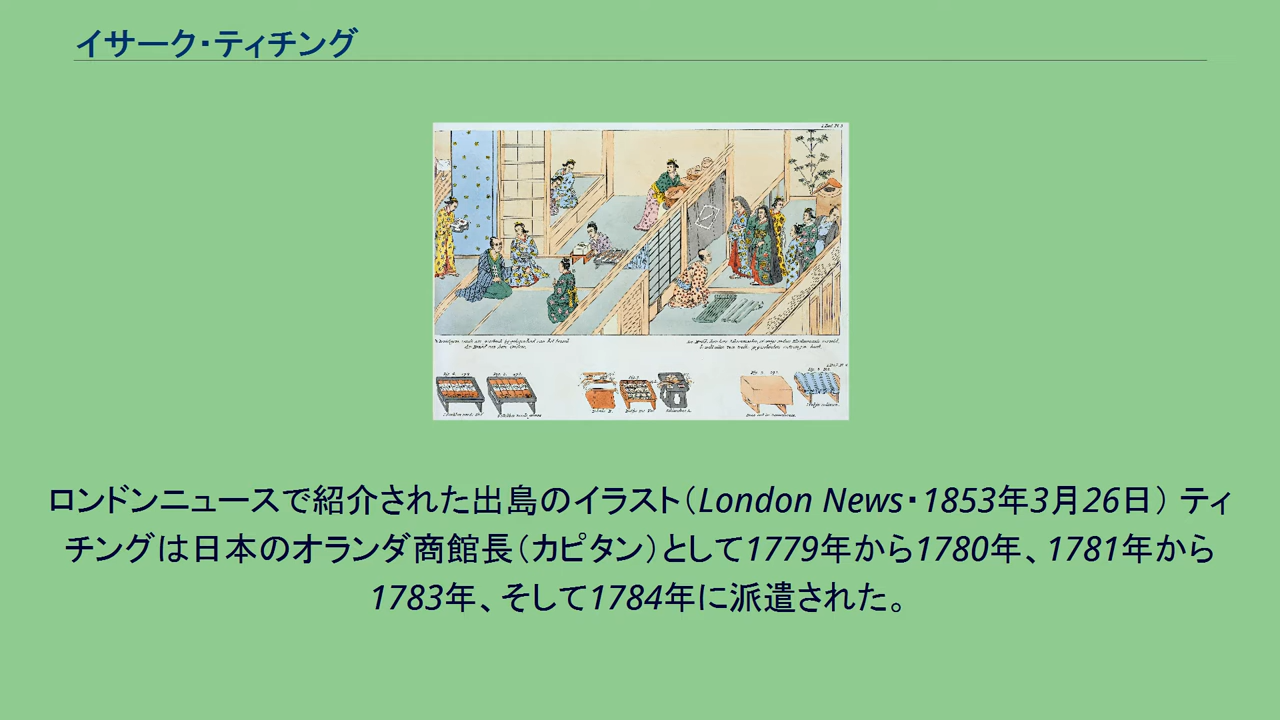 イサーク・ティチング
ロンドンニュースで紹介された出島のイラスト（London News・1853年3月26日） ティ
チングは日本のオランダ商館長（カピタン）として1779年から1780年、1781年から
1783年、そして1784年に派遣された。